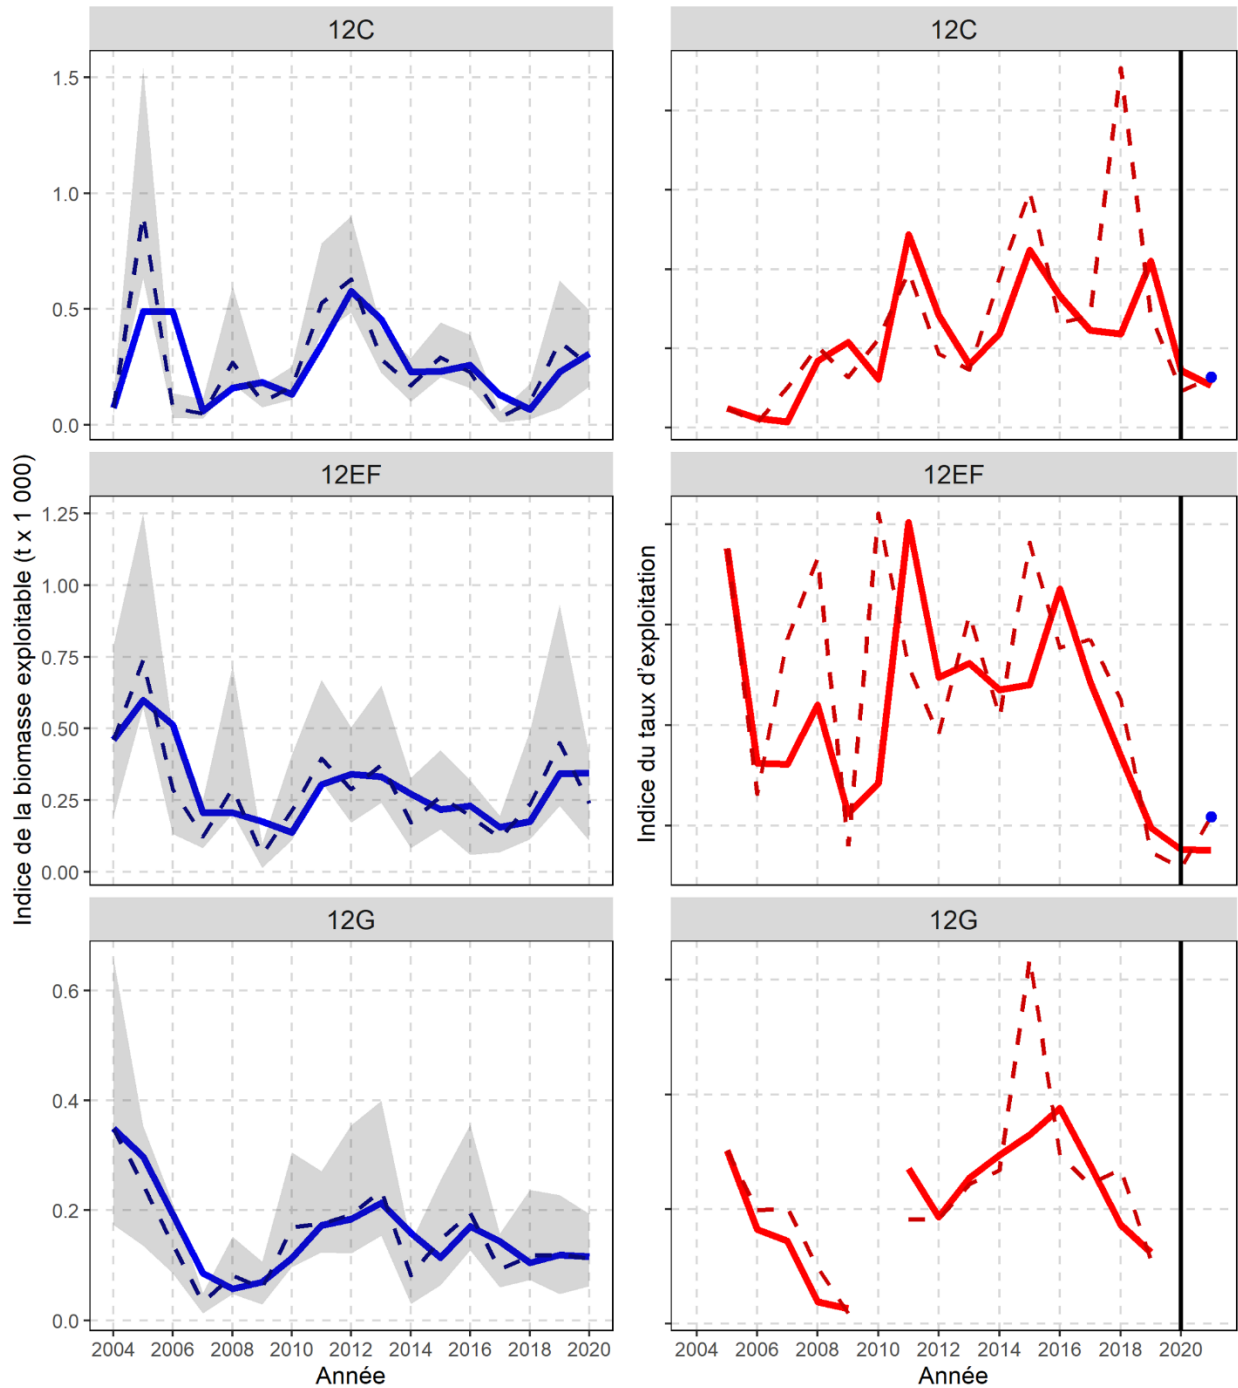 12C
1.5
1.0
0.5
0.0
12C
12EF
1.25
1.00
0.75
0.50
0.25
0.00
12EF
12G
0.6
0.4
0.2
0.0
12G
2004 2006 2008 2010 2012 2014 2016 2018 2020
Année
2004 2006 2008 2010 2012 2014 2016 2018 2020
Année
Indice de la biomasse exploitable (t x 1 000)
Indice du taux d'exploitation